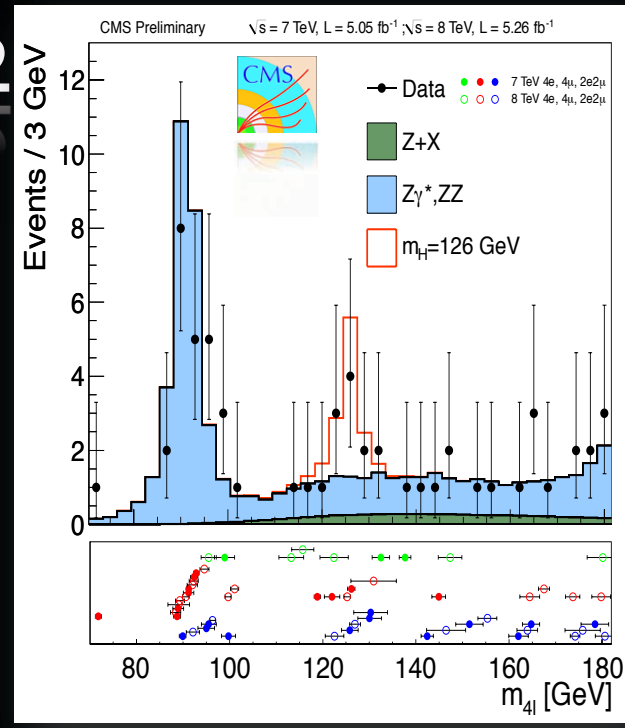 CMS Preliminary √s = 7 TeV, L = 5.05 fb⁻¹ ;√s = 8 TeV, L = 5.26 fb⁻¹
Events / 3 GeV
12
10
8
6
4
2
0
CMS
Data
7 TeV 4e, 4μ, 2e2μ
8 TeV 4e, 4μ, 2e2μ
Z+X
Zγ*,ZZ
m_H=126 GeV
80 100 120 140 160 180
m_4l [GeV]